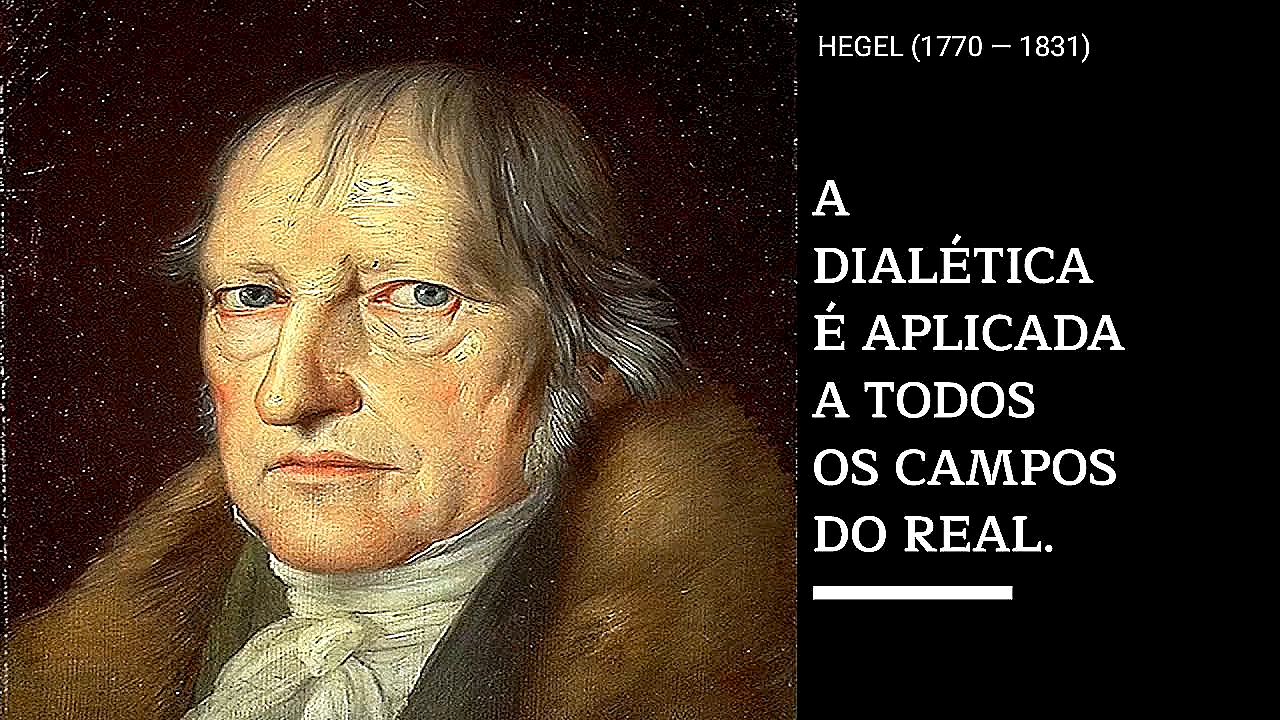 HEGEL (1770 — 1831)
A
DIALÉTICA
É APLICADA
A TODOS
OS CAMPOS
DO REAL.